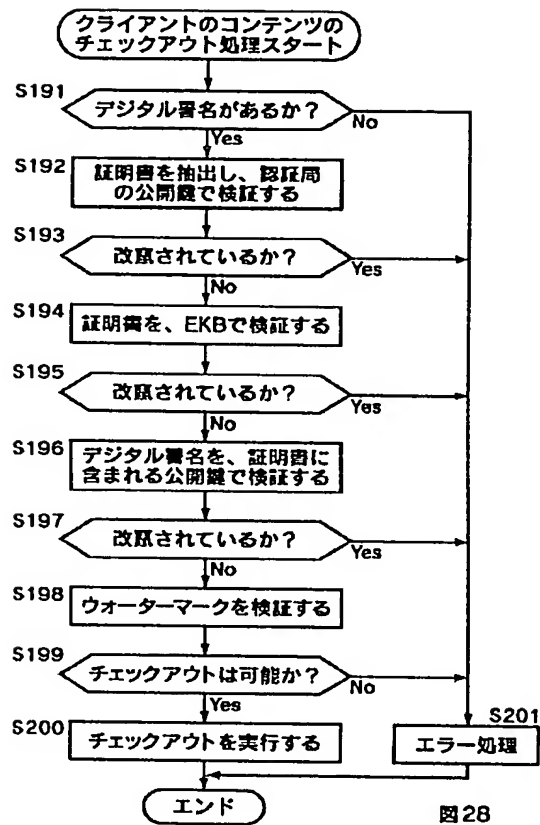 クライアントのコンテンツの
チェックアウト処理スタート
S191
デジタル署名があるか？
No
Yes
S192
証明書を抽出し、認証局
の公開鍵で検証する
S193
改竄されているか？
Yes
No
S194
証明書を、EKBで検証する
S195
改竄されているか？
Yes
No
S196
デジタル署名を、証明書に
含まれる公開鍵で検証する
S197
改竄されているか？
Yes
No
S198
ウォーターマークを検証する
S199
チェックアウトは可能か？
No
Yes
S200
チェックアウトを実行する
S201
エラー処理
エンド
図28